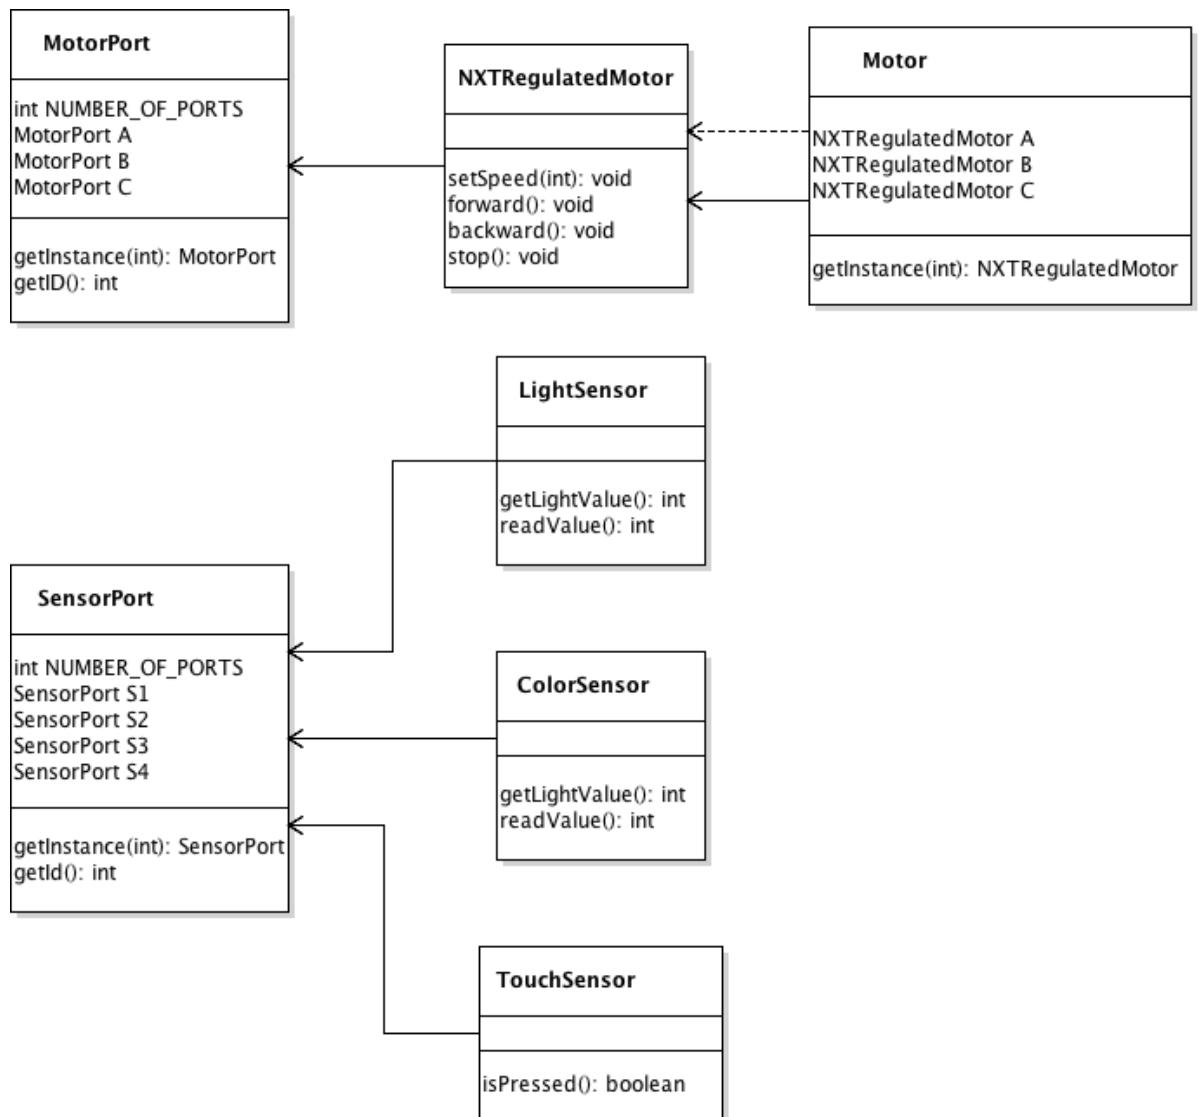 MotorPort
int NUMBER_OF_PORTS
MotorPort A
MotorPort B
MotorPort C
getInstance(int): MotorPort
getID(): int
NXTRegulatedMotor
setSpeed(int): void
forward(): void
backward(): void
stop(): void
Motor
NXTRegulatedMotor A
NXTRegulatedMotor B
NXTRegulatedMotor C
getInstance(int): NXTRegulatedMotor
LightSensor
getLightValue(): int
readValue(): int
SensorPort
int NUMBER_OF_PORTS
SensorPort S1
SensorPort S2
SensorPort S3
SensorPort S4
getInstance(int): SensorPort
getId(): int
ColorSensor
getLightValue(): int
readValue(): int
TouchSensor
isPressed(): boolean